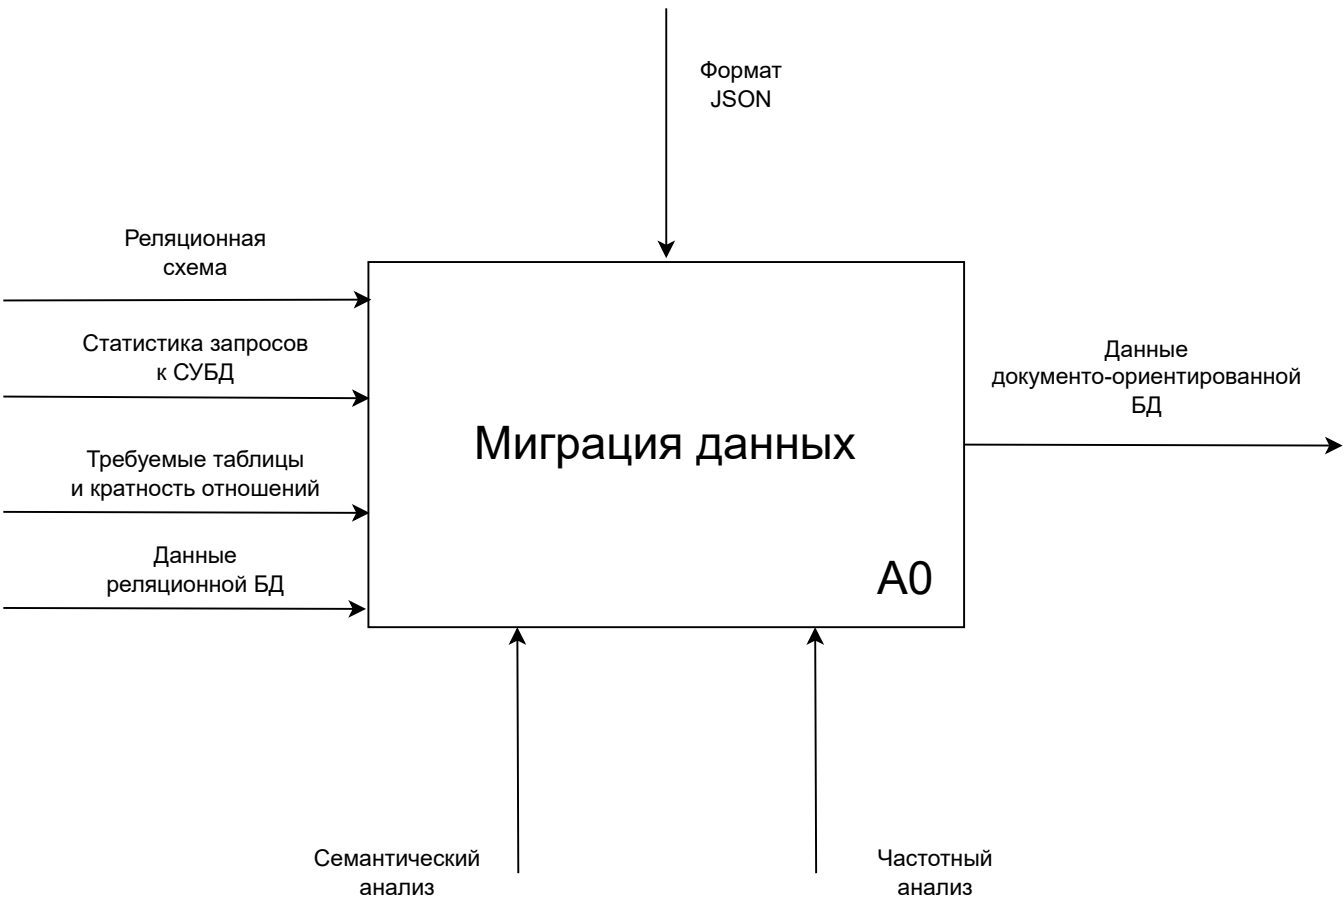 Формат
JSON
Реляционная
схема
Статистика запросов
к СУБД
Требуемые таблицы
и кратность отношений
Данные
реляционной БД
Миграция данных
A0
Данные
документо-ориентированной
БД
Семантический
анализ
Частотный
анализ